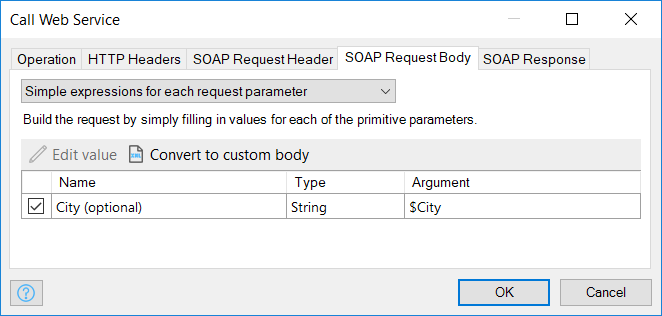 Call Web Service
Operation HTTP Headers SOAP Request Header SOAP Request Body SOAP Response
Simple expressions for each request parameter
Build the request by simply filling in values for each of the primitive parameters.
Edit value Convert to custom body
Name Type Argument
City (optional) String $City
? OK Cancel